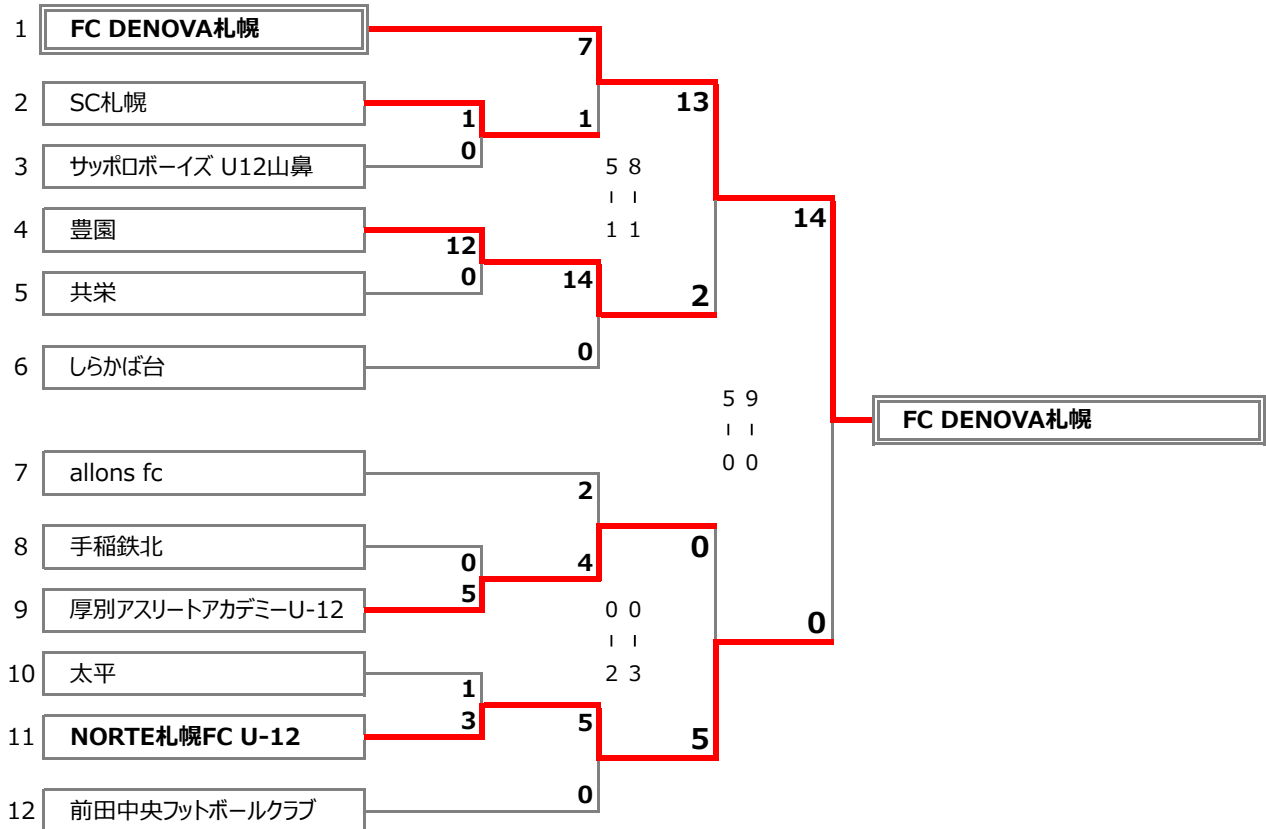 1 FC DENOVA札幌
7
2 SC札幌
13
1
1
0
3 サッポロボーイズ U12山鼻
5 8
- -
1 1
4 豊園
14
12
0
14
2
5 共栄
0
6 しらかば台
5 9
- -
0 0
FC DENOVA札幌
7 allons fc
2
8 手稲鉄北
0
0
4
5
9 厚別アスリートアカデミーU-12
0 0
- -
2 3
0
10 太平
1
3
5
5
11 NORTE札幌FC U-12
0
12 前田中央フットボールクラブ